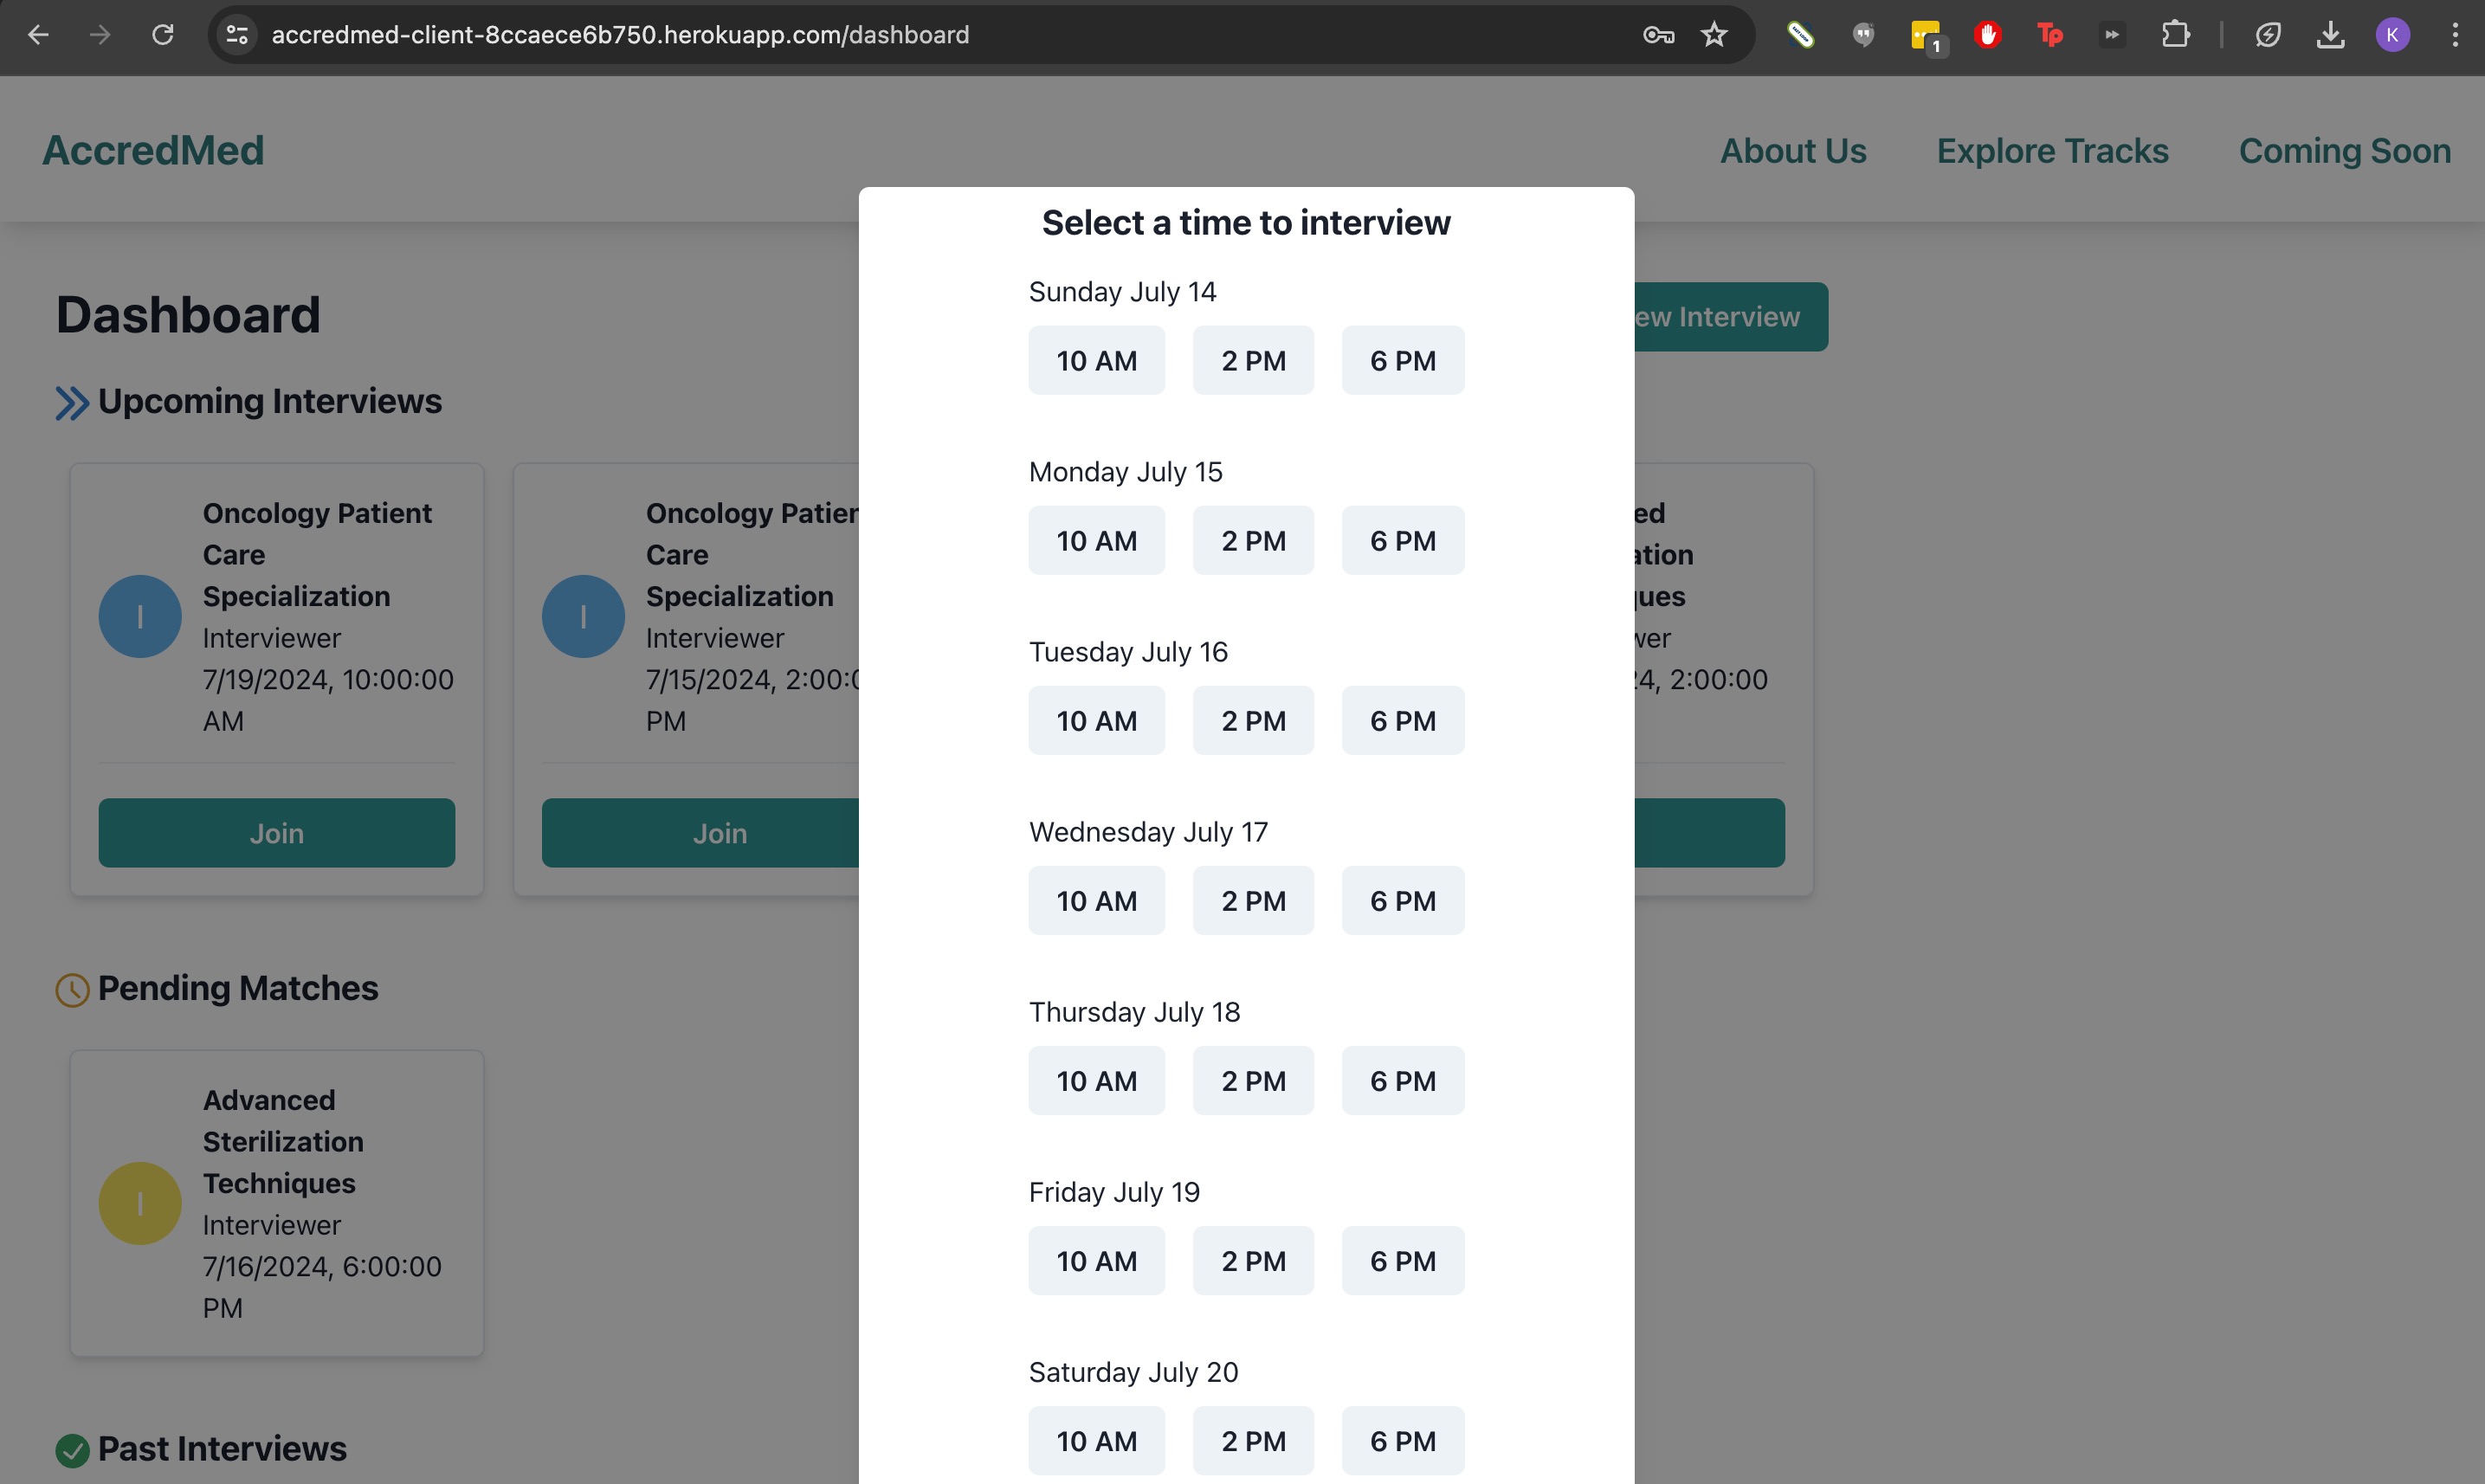 accredmed-client-8ccaece6b750.herokuapp.com/dashboard
1
Tp
K
AccredMed
About Us
Explore Tracks
Coming Soon
Dashboard
ew Interview
Upcoming Interviews
I
Oncology Patient
Care
Specialization
Interviewer
7/19/2024, 10:00:00
AM
Join
I
Oncology Patien
Care
Specialization
Interviewer
7/15/2024, 2:00:0
PM
Join
ed
ation
ques
wer
24, 2:00:00
Pending Matches
I
Advanced
Sterilization
Techniques
Interviewer
7/16/2024, 6:00:00
PM
Past Interviews
Select a time to interview
Sunday July 14
10 AM 2 PM 6 PM
Monday July 15
10 AM 2 PM 6 PM
Tuesday July 16
10 AM 2 PM 6 PM
Wednesday July 17
10 AM 2 PM 6 PM
Thursday July 18
10 AM 2 PM 6 PM
Friday July 19
10 AM 2 PM 6 PM
Saturday July 20
10 AM 2 PM 6 PM